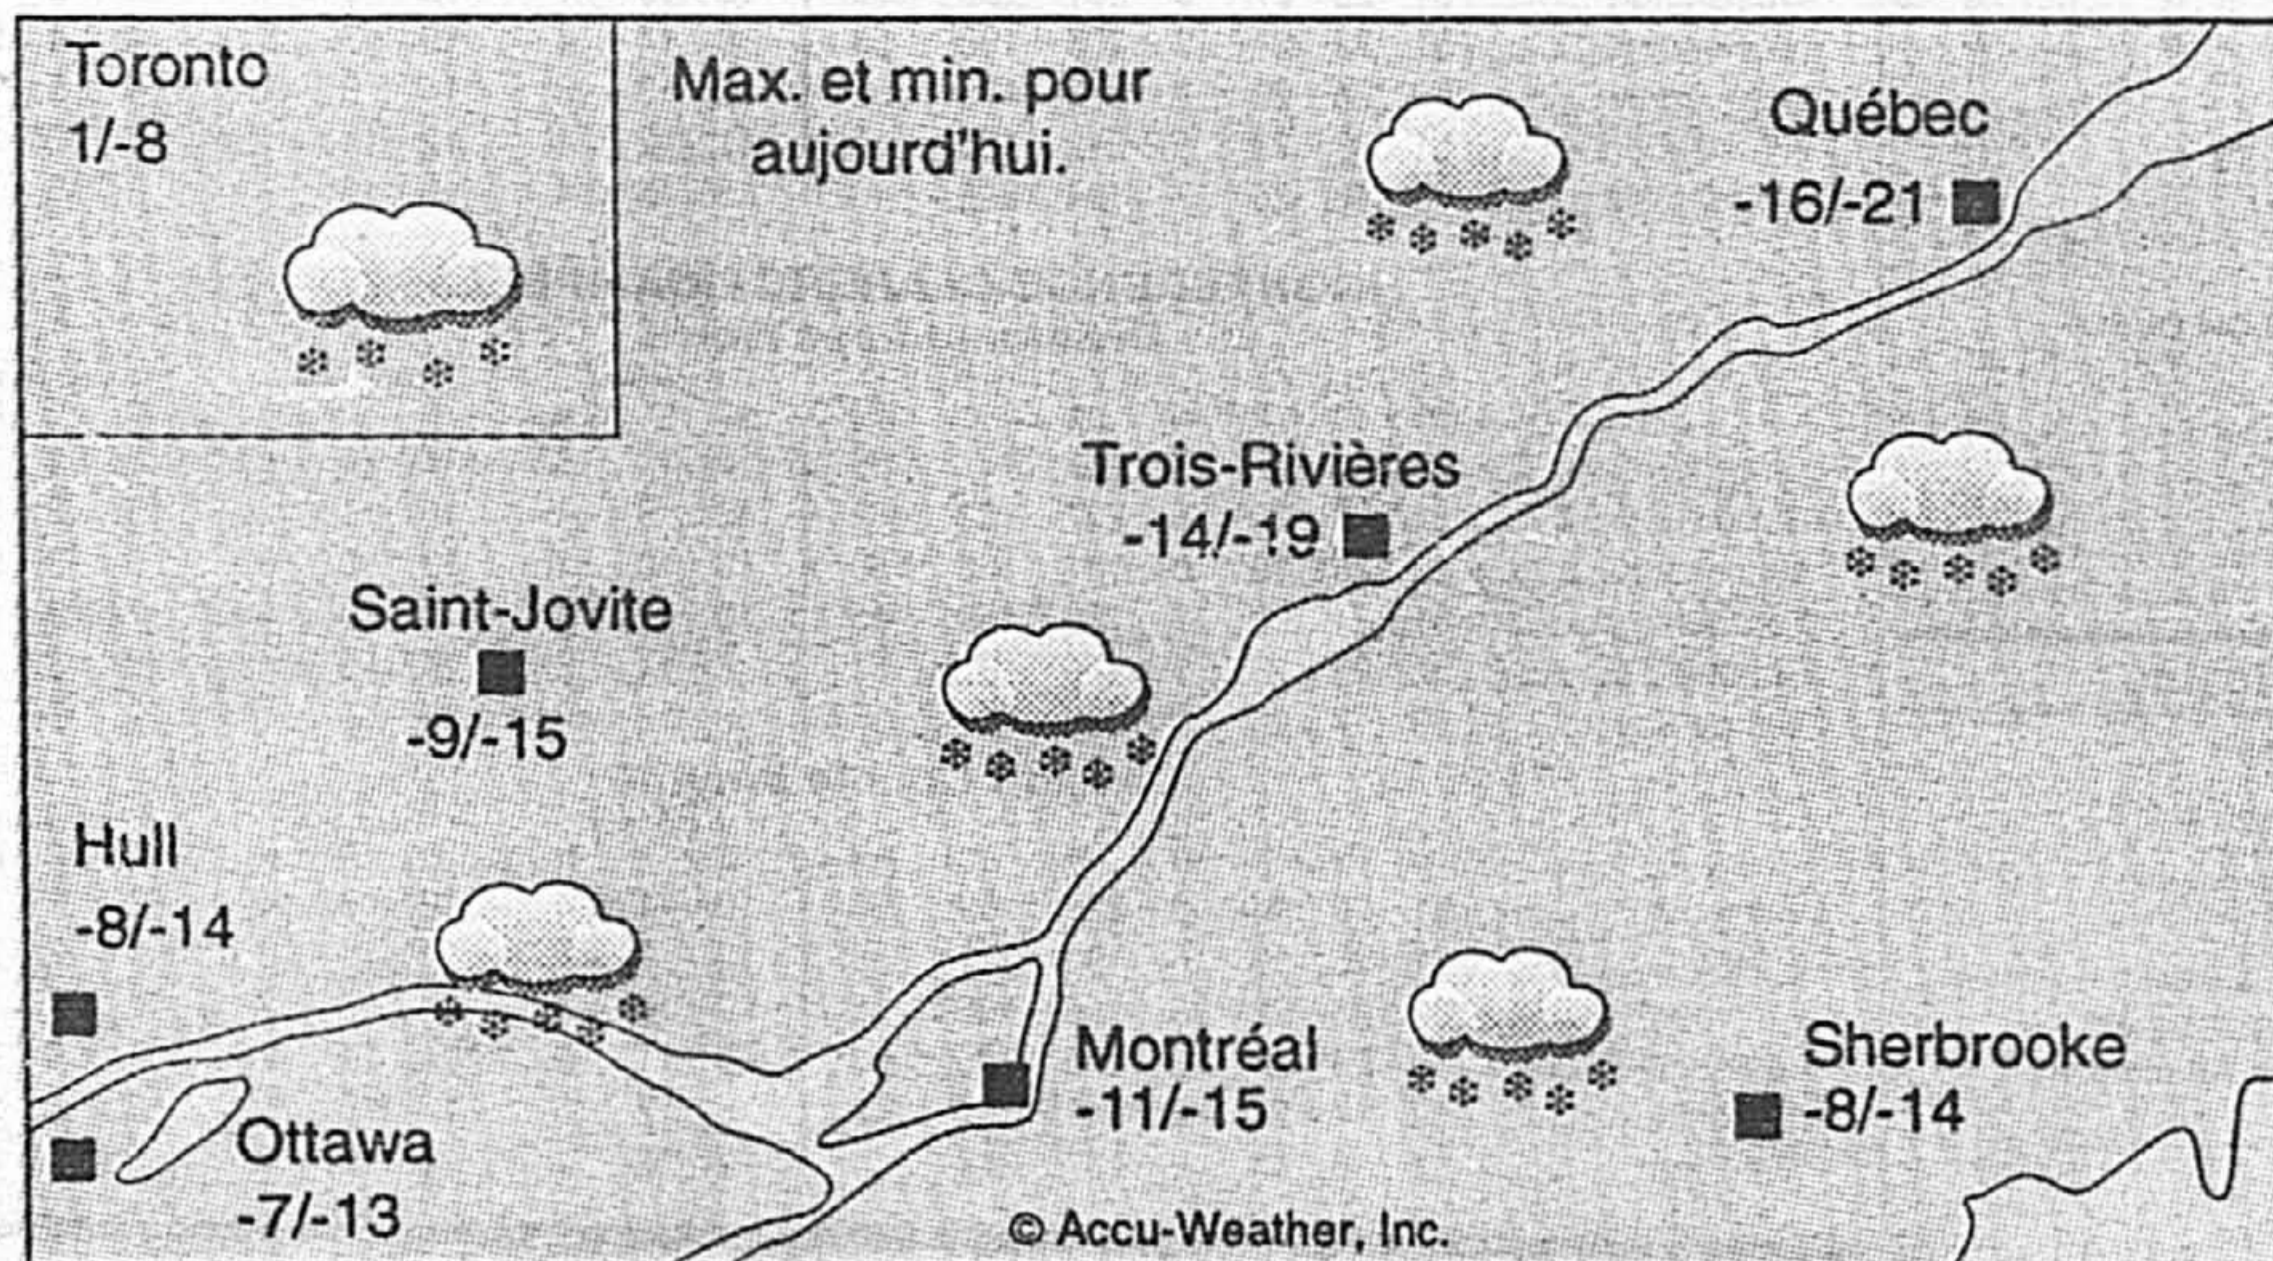 Toronto
1/-8
Max. et min. pour
aujourd'hui.
Québec
-16/-21
Trois-Rivières
-14/-19
Saint-Jovite
-9/-15
Hull
-8/-14
Montréal
-11/-15
Sherbrooke
-8/-14
Ottawa
-7/-13
© Accu-Weather, Inc.